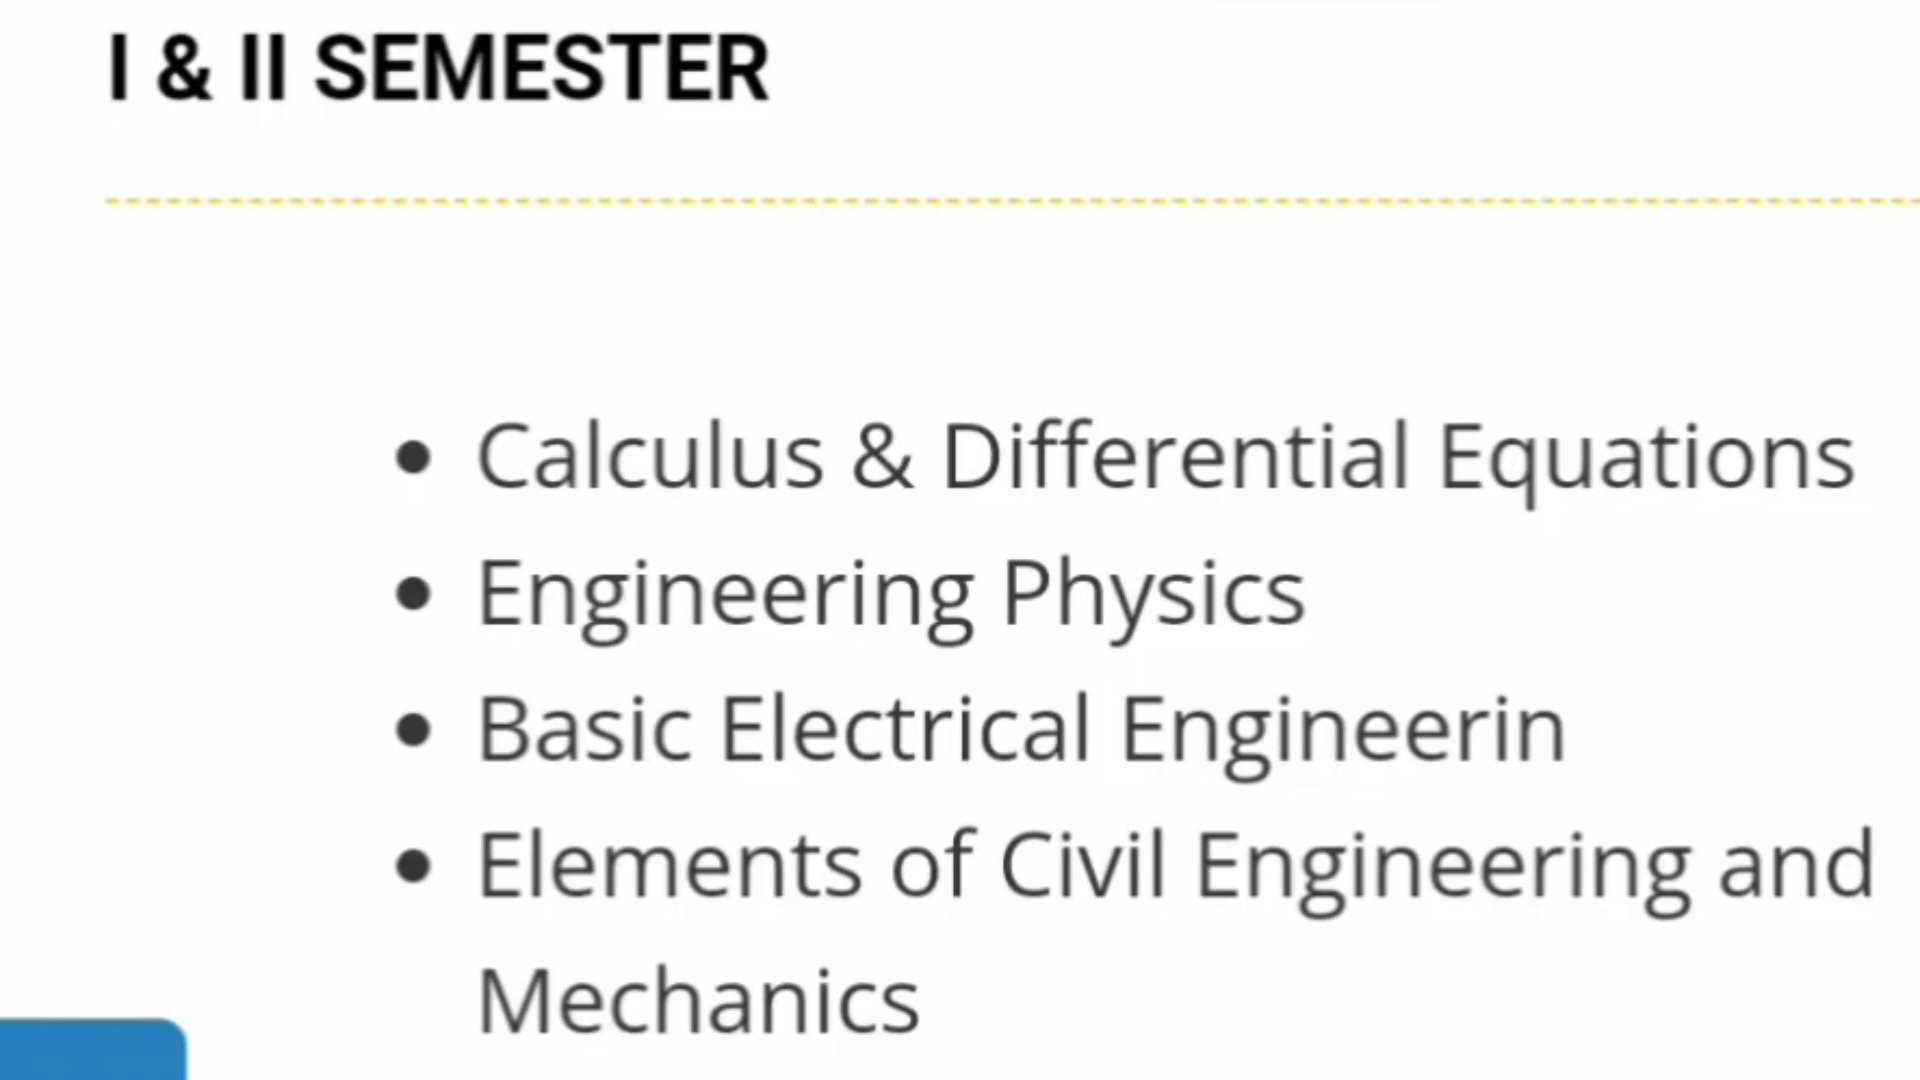 I & II SEMESTER
Calculus & Differential Equations
Engineering Physics
Basic Electrical Engineerin
Elements of Civil Engineering and
Mechanics